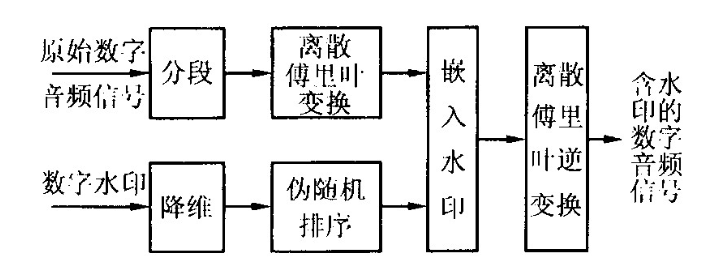 原始数字
音频信号
分段
离散
傅里叶
变换
数字水印
降维
伪随机
排序
嵌
入
水
印
离散
傅里
叶逆
变换
含水
印的
数字
音频
信号